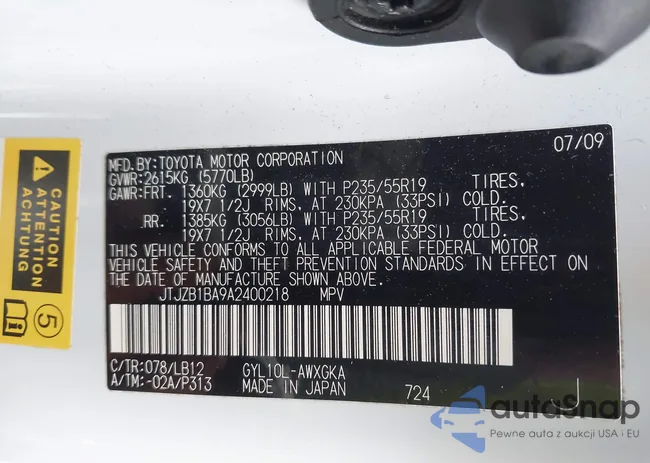 07/09
MFD.BY:TOYOTA MOTOR CORPORATION
GVWR:2615KG (5770LB)
GAWR:FRT. 1360KG (2999LB) WITH P235/55R19 TIRES,
19X7 1/2J RIMS, AT 230KPA (33PSI) COLD.
RR. 1385KG (3056LB) WITH P235/55R19 TIRES,
19X7 1/2J RIMS, AT 230KPA (33PSI) COLD.
THIS VEHICLE CONFORMS TO ALL APPLICABLE FEDERAL MOTOR
VEHICLE SAFETY AND THEFT PREVENTION STANDARDS IN EFFECT ON
THE DATE OF MANUFACTURE SHOWN ABOVE.
JTJZB1BA9A2400218 MPV
C/TR:078/LB12 GYL10L-AWXGKA
A/TM:-02A/P313 MADE IN JAPAN 724 J
5
autoSnap
Pewne auta z aukcji USA i EU